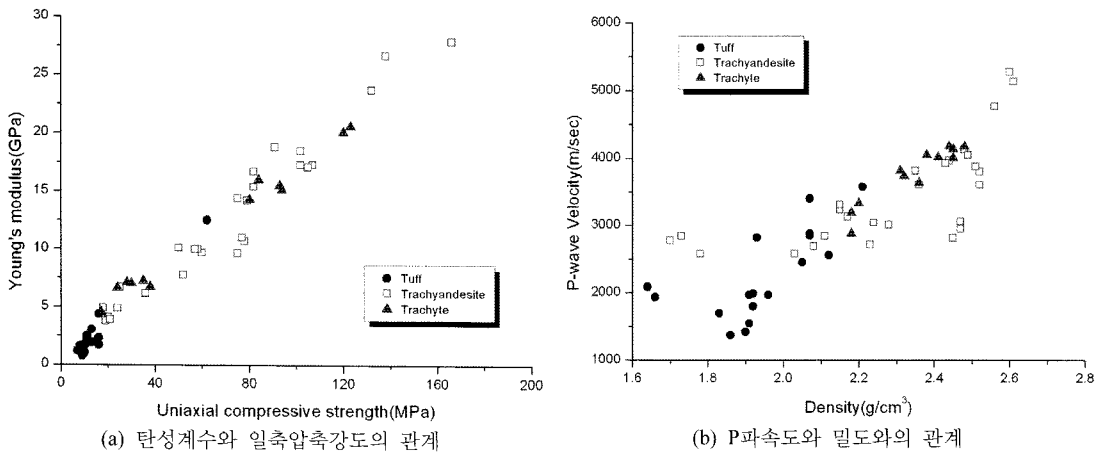 30
25
20
15
10
5
0
0
40
80
120
160
200
Young's modulus(GPa)
Uniaxial compressive strength(MPa)
Tuff
Trachyandesite
Trachyte
(a) 탄성계수와 일축압축강도의 관계
6000
5000
4000
3000
2000
1000
1.6
1.8
2.0
2.2
2.4
2.6
2.8
P-wave Velocity(m/sec)
Density(g/cm³)
Tuff
Trachyandesite
Trachyte
(b) P파속도와 밀도와의 관계